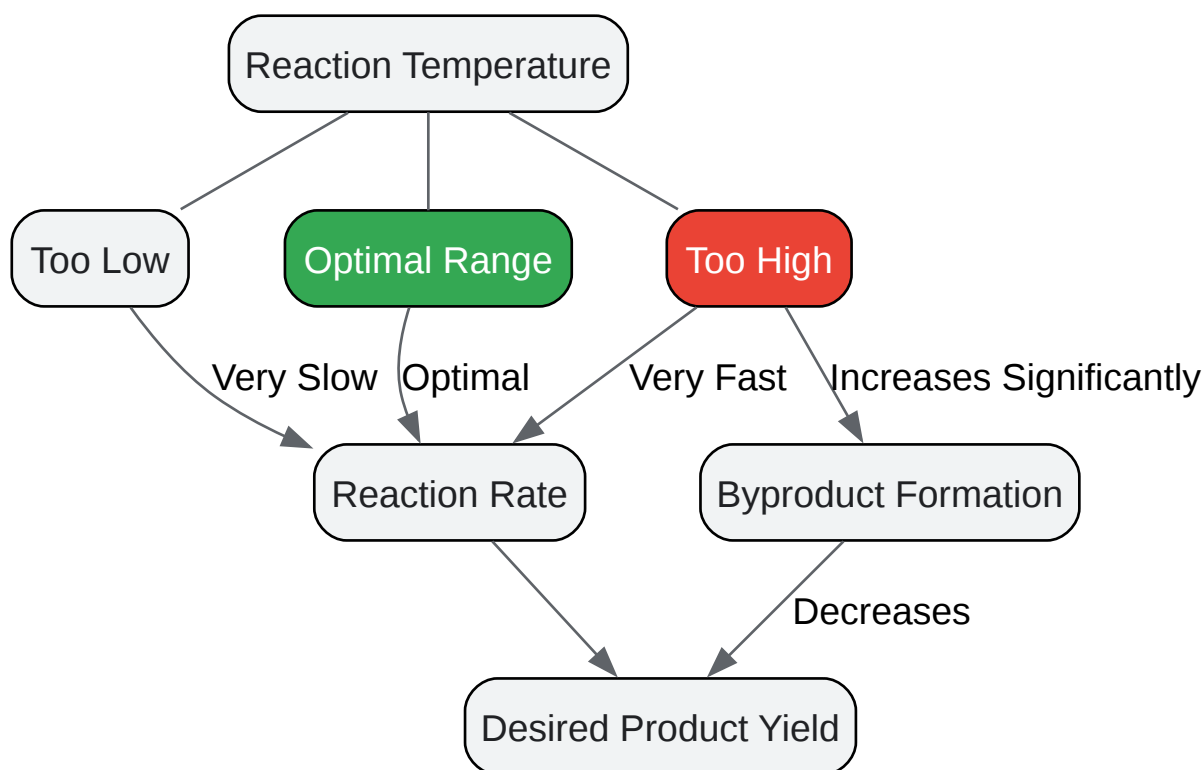 Reaction Temperature
Too Low
Optimal Range
Too High
Very Slow
Optimal
Very Fast
Increases Significantly
Reaction Rate
Byproduct Formation
Decreases
Desired Product Yield